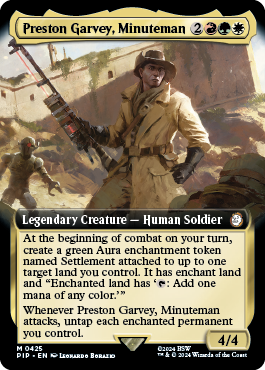 Preston Garvey, Minuteman 2
Legendary Creature — Human Soldier
At the beginning of combat on your turn,
create a green Aura enchantment token
named Settlement attached to up to one
target land you control. It has enchant land
and “Enchanted land has ‘T: Add one
mana of any color.’”
Whenever Preston Garvey, Minuteman
attacks, untap each enchanted permanent
you control.
4/4
M 0425
PIP • EN Leonardo Borazio
©2024 BSW
™ & © 2024 Wizards of the Coast